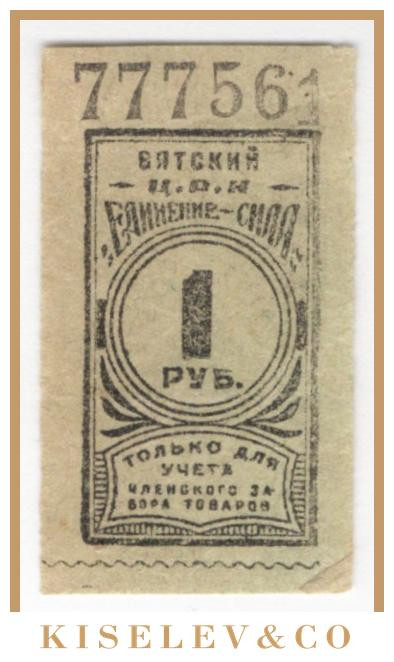 777561
ВЯТСКИЙ
Ц.Р.К
„ЕДИНЕНИЕ-СИЛА"
1
РУБ.
ТОЛЬКО ДЛЯ
УЧЕТА
ЧЛЕНСКОГО ЗА-
БОРА ТОВАРОВ
KISELEV&CO